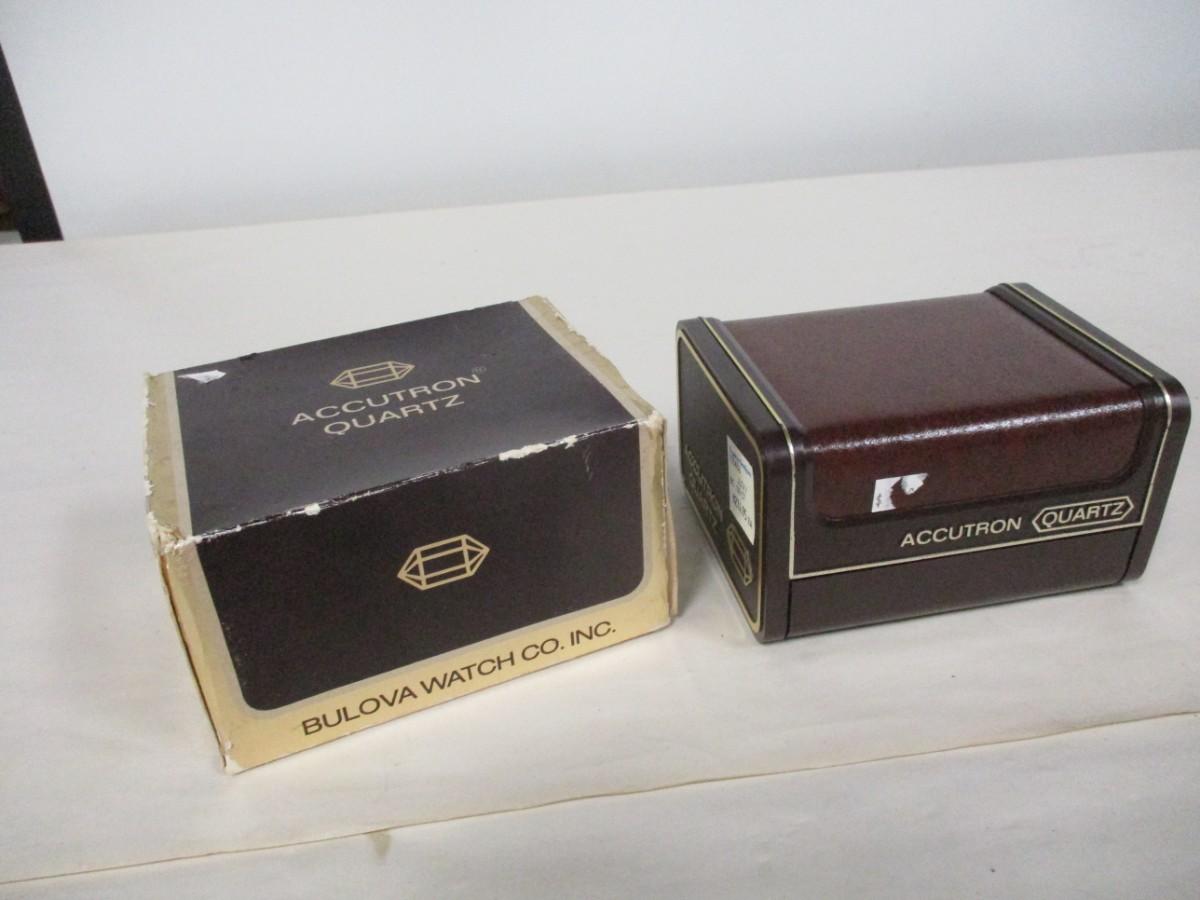 ACCUTRON®
QUARTZ
BULOVA WATCH CO. INC.
ACCUTRON QUARTZ
ACCUTRON
QUARTZ
$